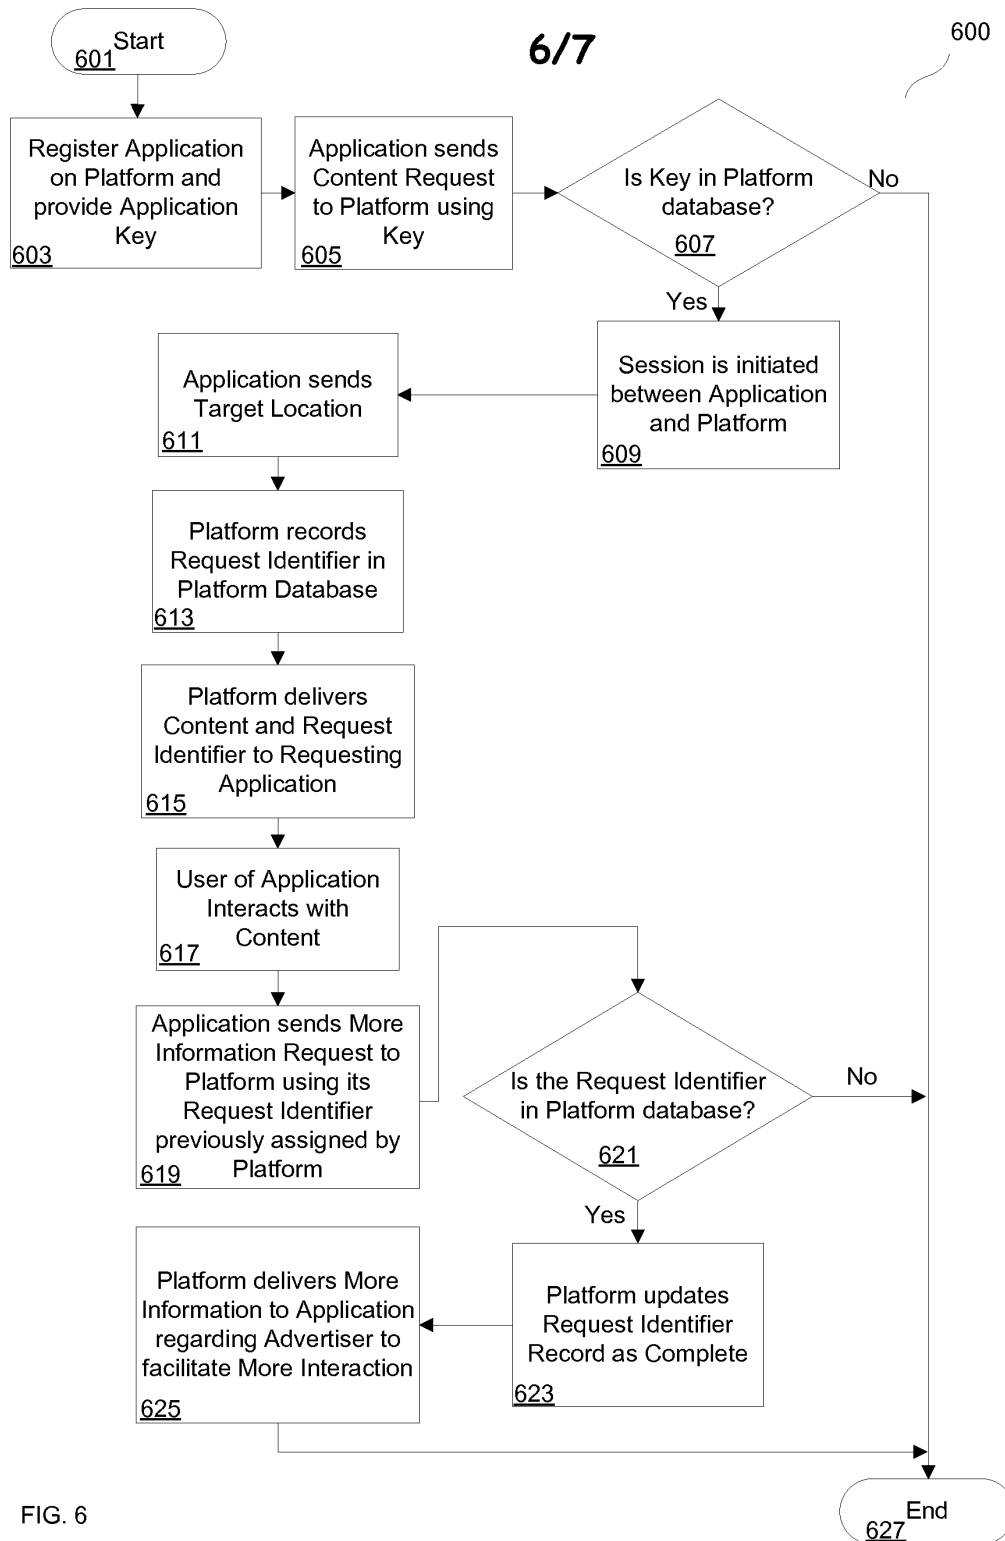 6/7
600
Start
601
Register Application
on Platform and
provide Application
Key
603
Application sends
Content Request
to Platform using
Key
605
Is Key in Platform
database?
607
No
Yes
Session is initiated
between Application
and Platform
609
Application sends
Target Location
611
Platform records
Request Identifier in
Platform Database
613
Platform delivers
Content and Request
Identifier to Requesting
Application
615
User of Application
Interacts with
Content
617
Application sends More
Information Request to
Platform using its
Request Identifier
previously assigned by
Platform
619
Is the Request Identifier
in Platform database?
621
No
Yes
Platform updates
Request Identifier
Record as Complete
623
Platform delivers More
Information to Application
regarding Advertiser to
facilitate More Interaction
625
End
627
FIG. 6